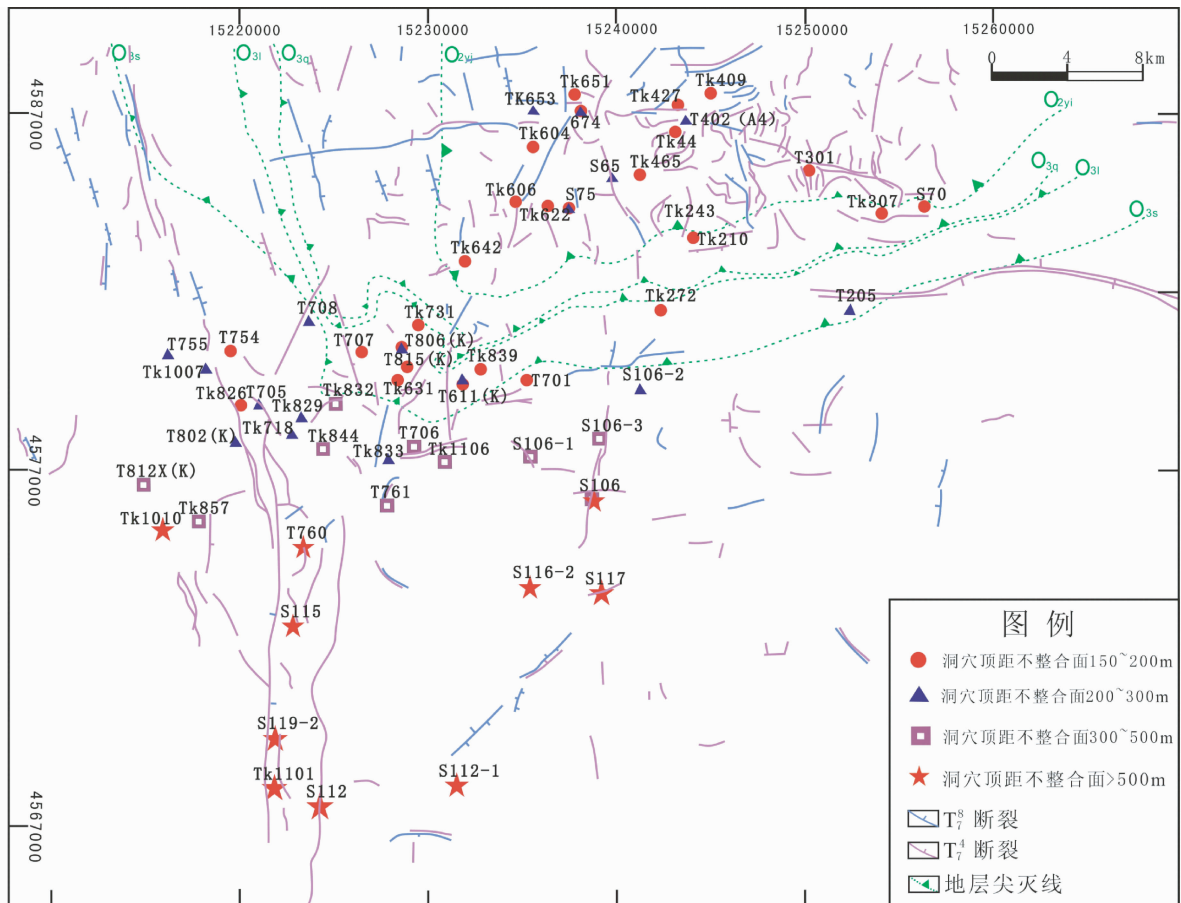 15220000
15230000
15240000
15250000
15260000
4587000
4577000
4567000
0 4 8km
O3s
O3l
O3q
O2yi
O2yi
O3q
O3l
O3s
Tk651
Tk409
TK653
Tk427
674
T402 (A4)
Tk604
Tk44
S65
Tk465
T301
Tk606
S75
Tk622
Tk307
S70
Tk243
Tk210
Tk642
Tk272
T205
T708
Tk731
T755
T754
T707
T806(K)
Tk1007
T815(K)
Tk839
Tk631
T701
S106-2
T611(K)
Tk826
T705
Tk832
Tk829
Tk718
T802(K)
Tk844
T706
S106-3
Tk833
Tk1106
S106-1
T812X(K)
T761
S106
Tk857
Tk1010
T760
S116-2
S117
S115
S119-2
Tk1101
S112
S112-1
图 例
洞穴顶距不整合面150~200m
洞穴顶距不整合面200~300m
洞穴顶距不整合面300~500m
洞穴顶距不整合面>500m
T₇⁸ 断裂
T₇⁴ 断裂
地层尖灭线